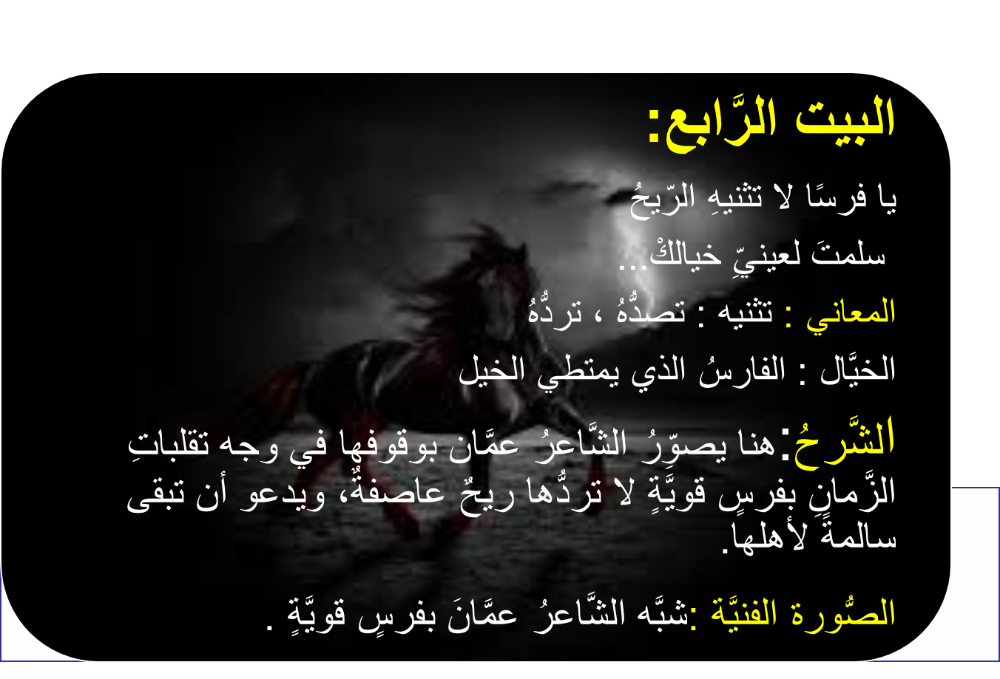 البيت الرَّابع:
يا فرسًا لا تثنيهِ الرّيحُ
سلمتَ لعينيِّ خيالكْ...
المعاني : تثنيه : تصدُّهُ ، تردُّهُ
الخيَّال : الفارسُ الذي يمتطي الخيل
الشَّرحُ:هنا يصوّرُ الشَّاعرُ عمَّان بوقوفها في وجه تقلباتِ
الزَّمانِ بفرسٍ قويَّةٍ لا تردُّها ريحٌ عاصفةٌ، ويدعو أن تبقى
سالمةً لأهلها.
الصُّورة الفنيَّة :شبَّه الشَّاعرُ عمَّانَ بفرسٍ قويَّةٍ .